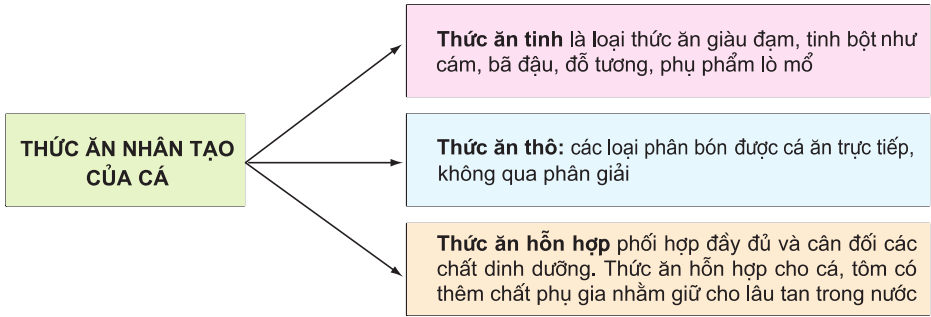 Thức ăn tinh là loại thức ăn giàu đạm, tinh bột như
cám, bã đậu, đỗ tương, phụ phẩm lò mổ
THỨC ĂN NHÂN TẠO
CỦA CÁ
Thức ăn thô: các loại phân bón được cá ăn trực tiếp,
không qua phân giải
Thức ăn hỗn hợp phối hợp đầy đủ và cân đối các
chất dinh dưỡng. Thức ăn hỗn hợp cho cá, tôm có
thêm chất phụ gia nhằm giữ cho lâu tan trong nước